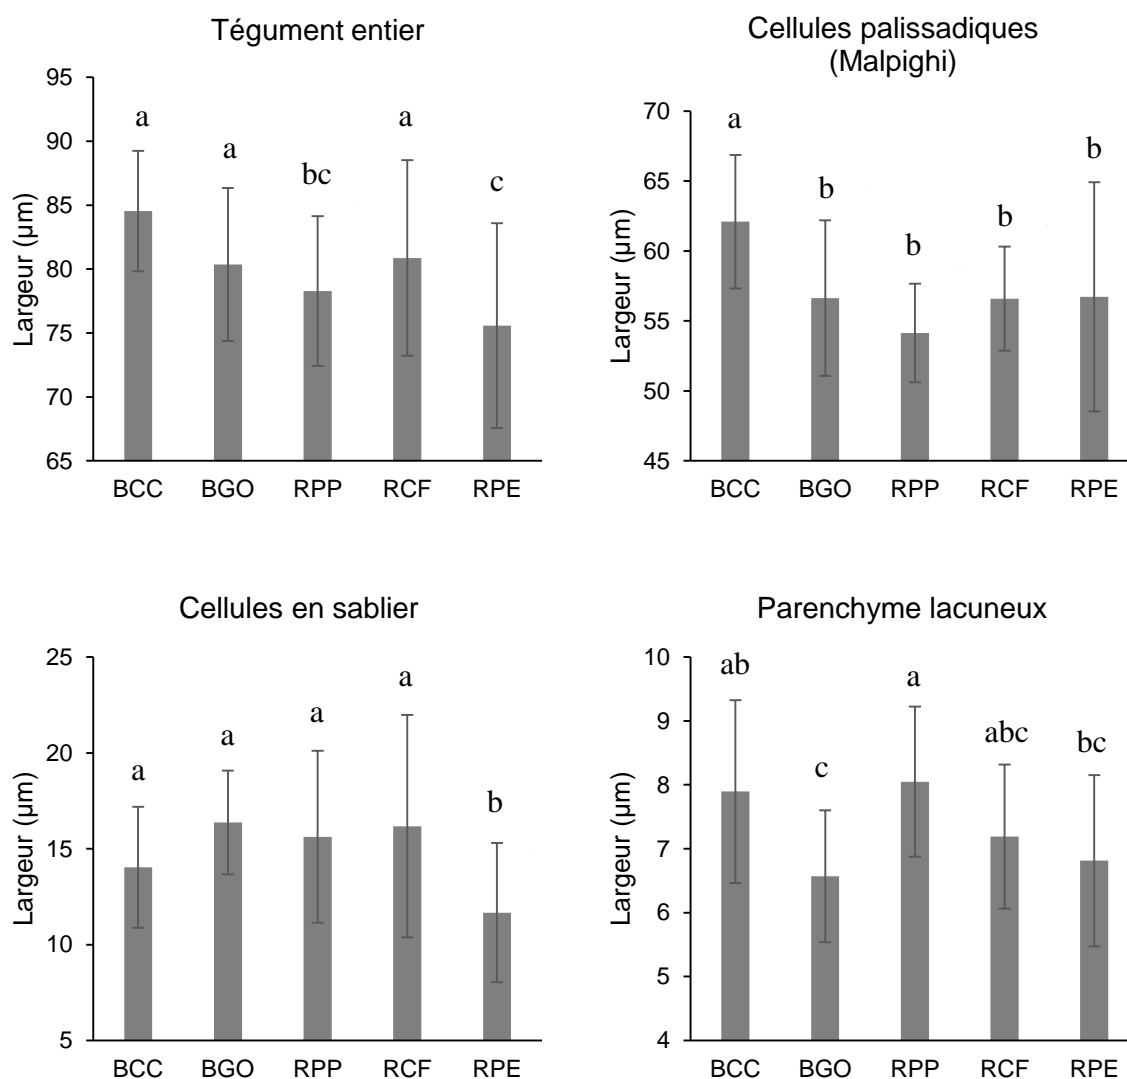 Tégument entier
Largeur (µm)
95
90
85
80
75
70
65
a
a
bc
a
c
BCC BGO RPP RCF RPE
Cellules palissadiques
(Malpighi)
Largeur (µm)
70
65
60
55
50
45
a
b
b
b
b
BCC BGO RPP RCF RPE
Cellules en sablier
Largeur (µm)
25
20
15
10
5
a
a
a
a
b
BCC BGO RPP RCF RPE
Parenchyme lacuneux
Largeur (µm)
10
9
8
7
6
5
4
ab
c
a
abc
bc
BCC BGO RPP RCF RPE